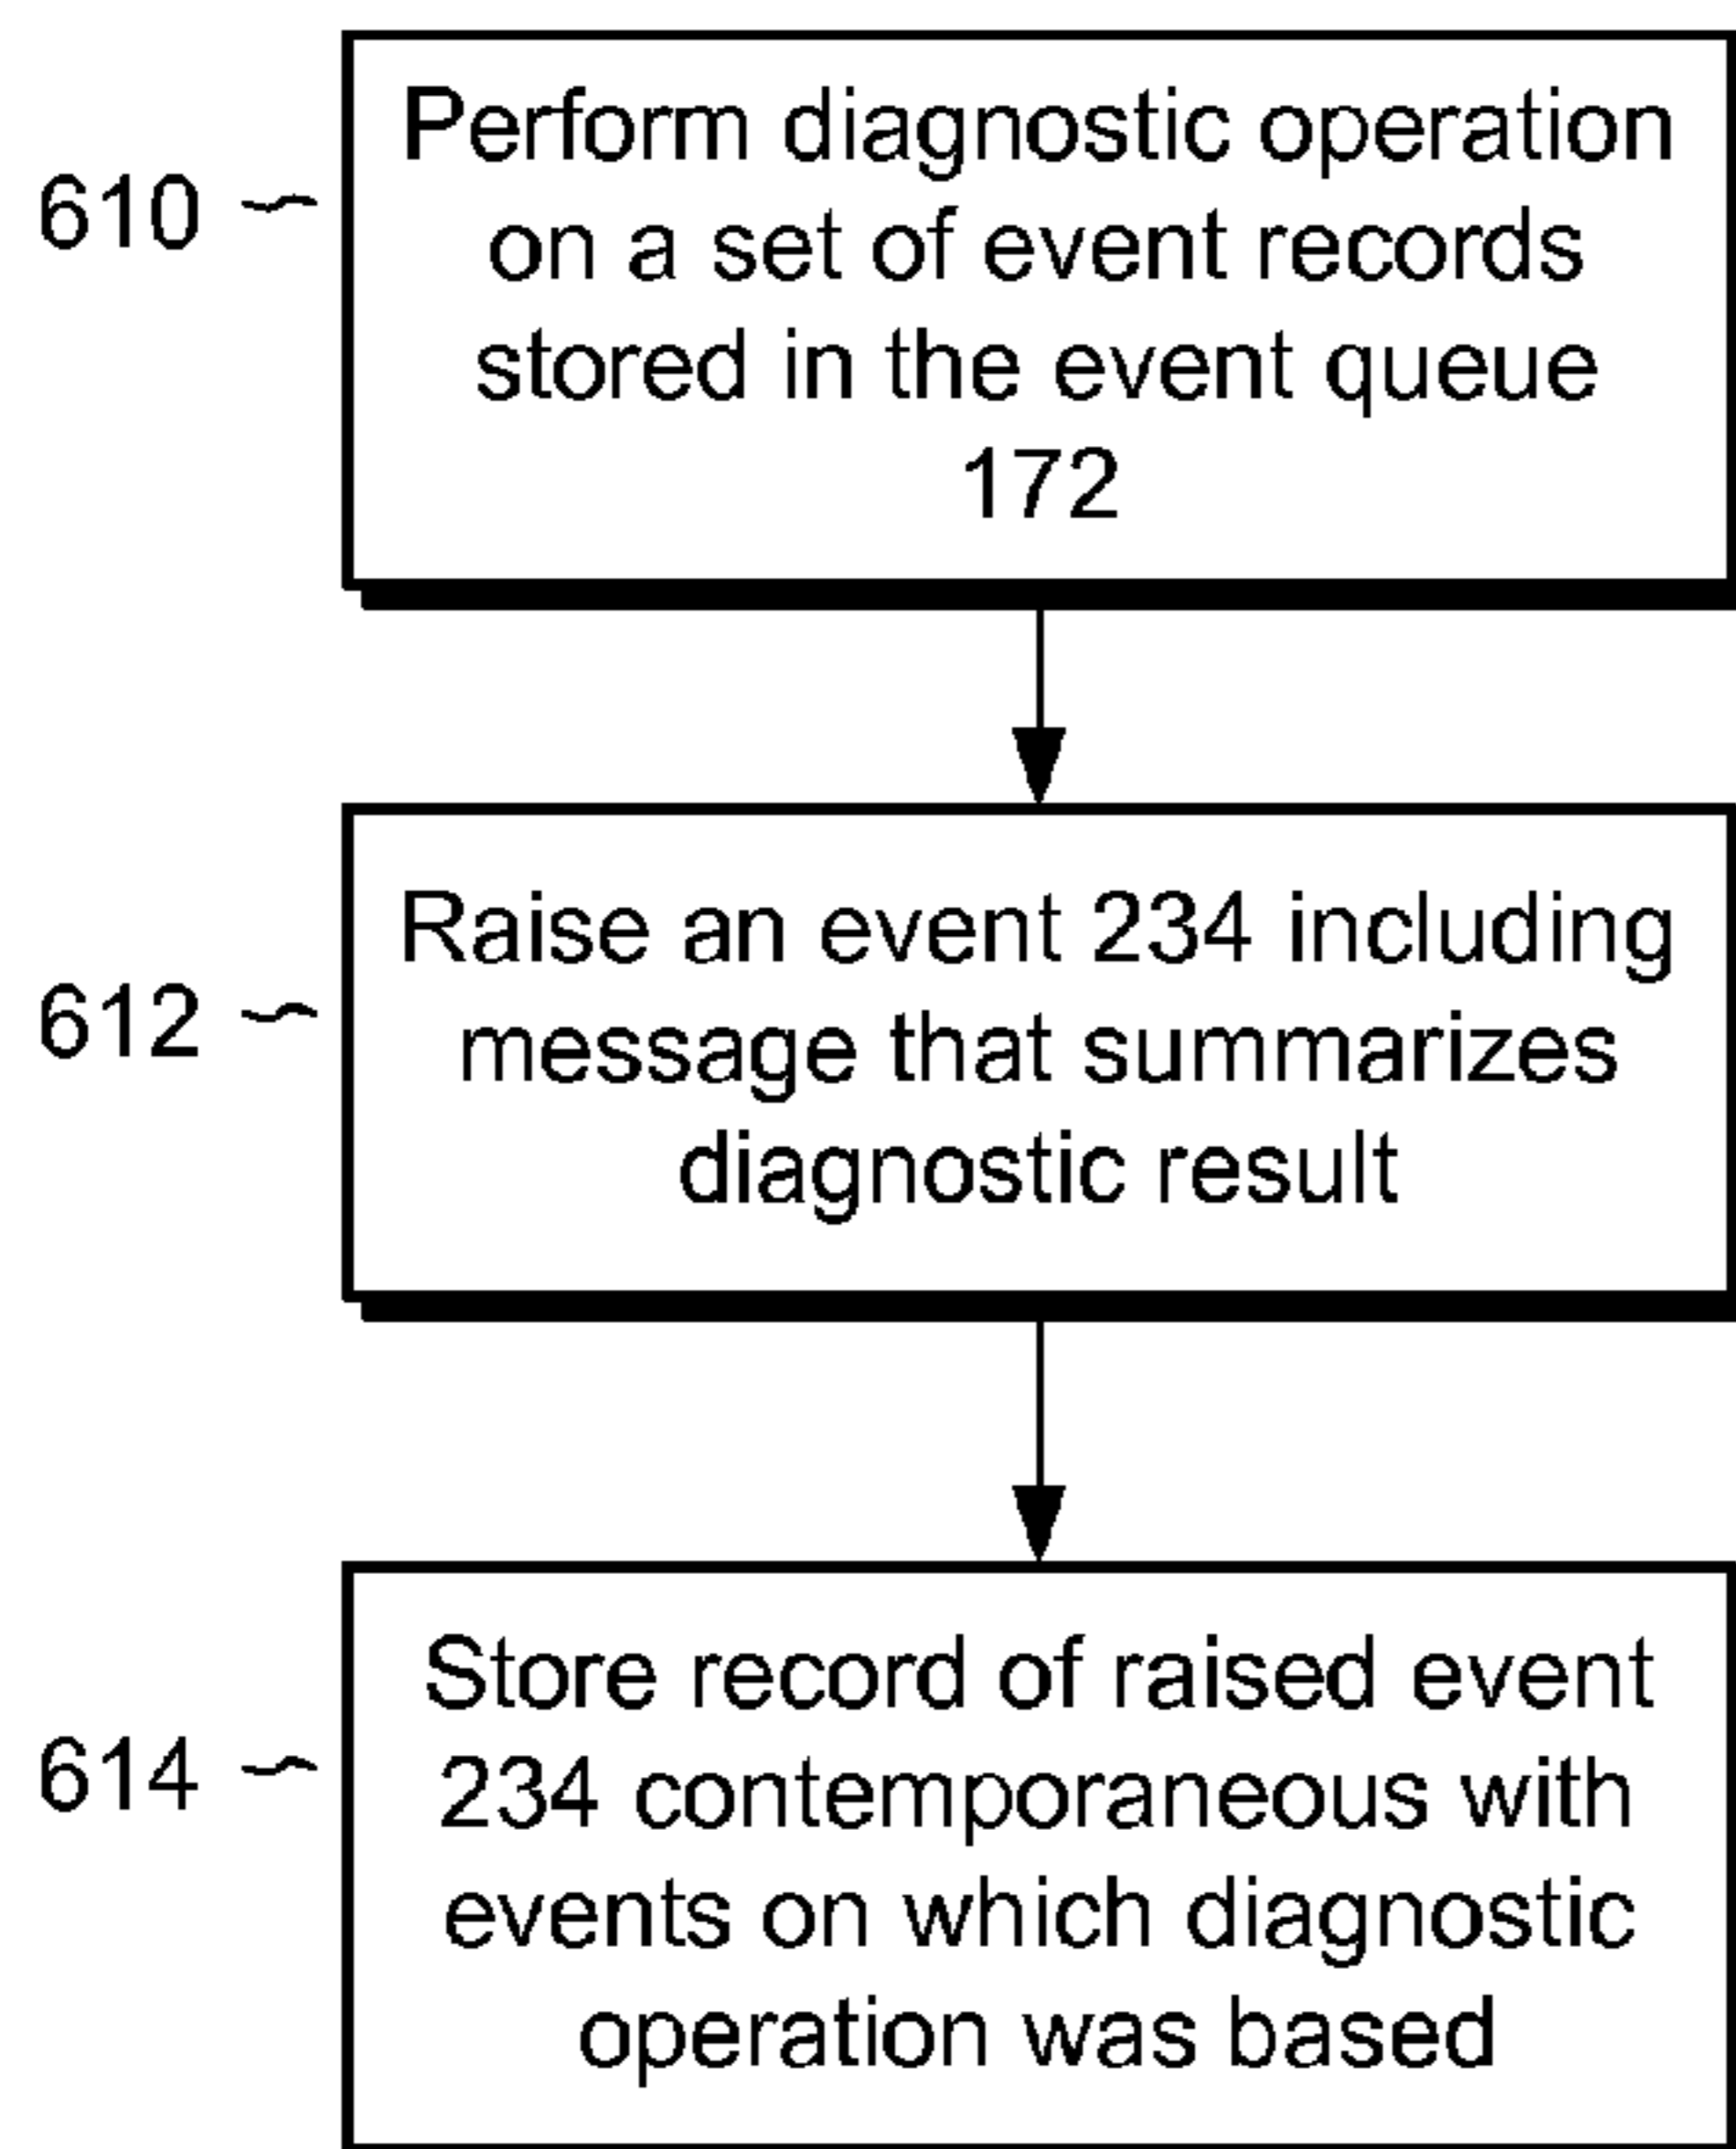 610
Perform diagnostic operation
on a set of event records
stored in the event queue
172
612
Raise an event 234 including
message that summarizes
diagnostic result
614
Store record of raised event
234 contemporaneous with
events on which diagnostic
operation was based